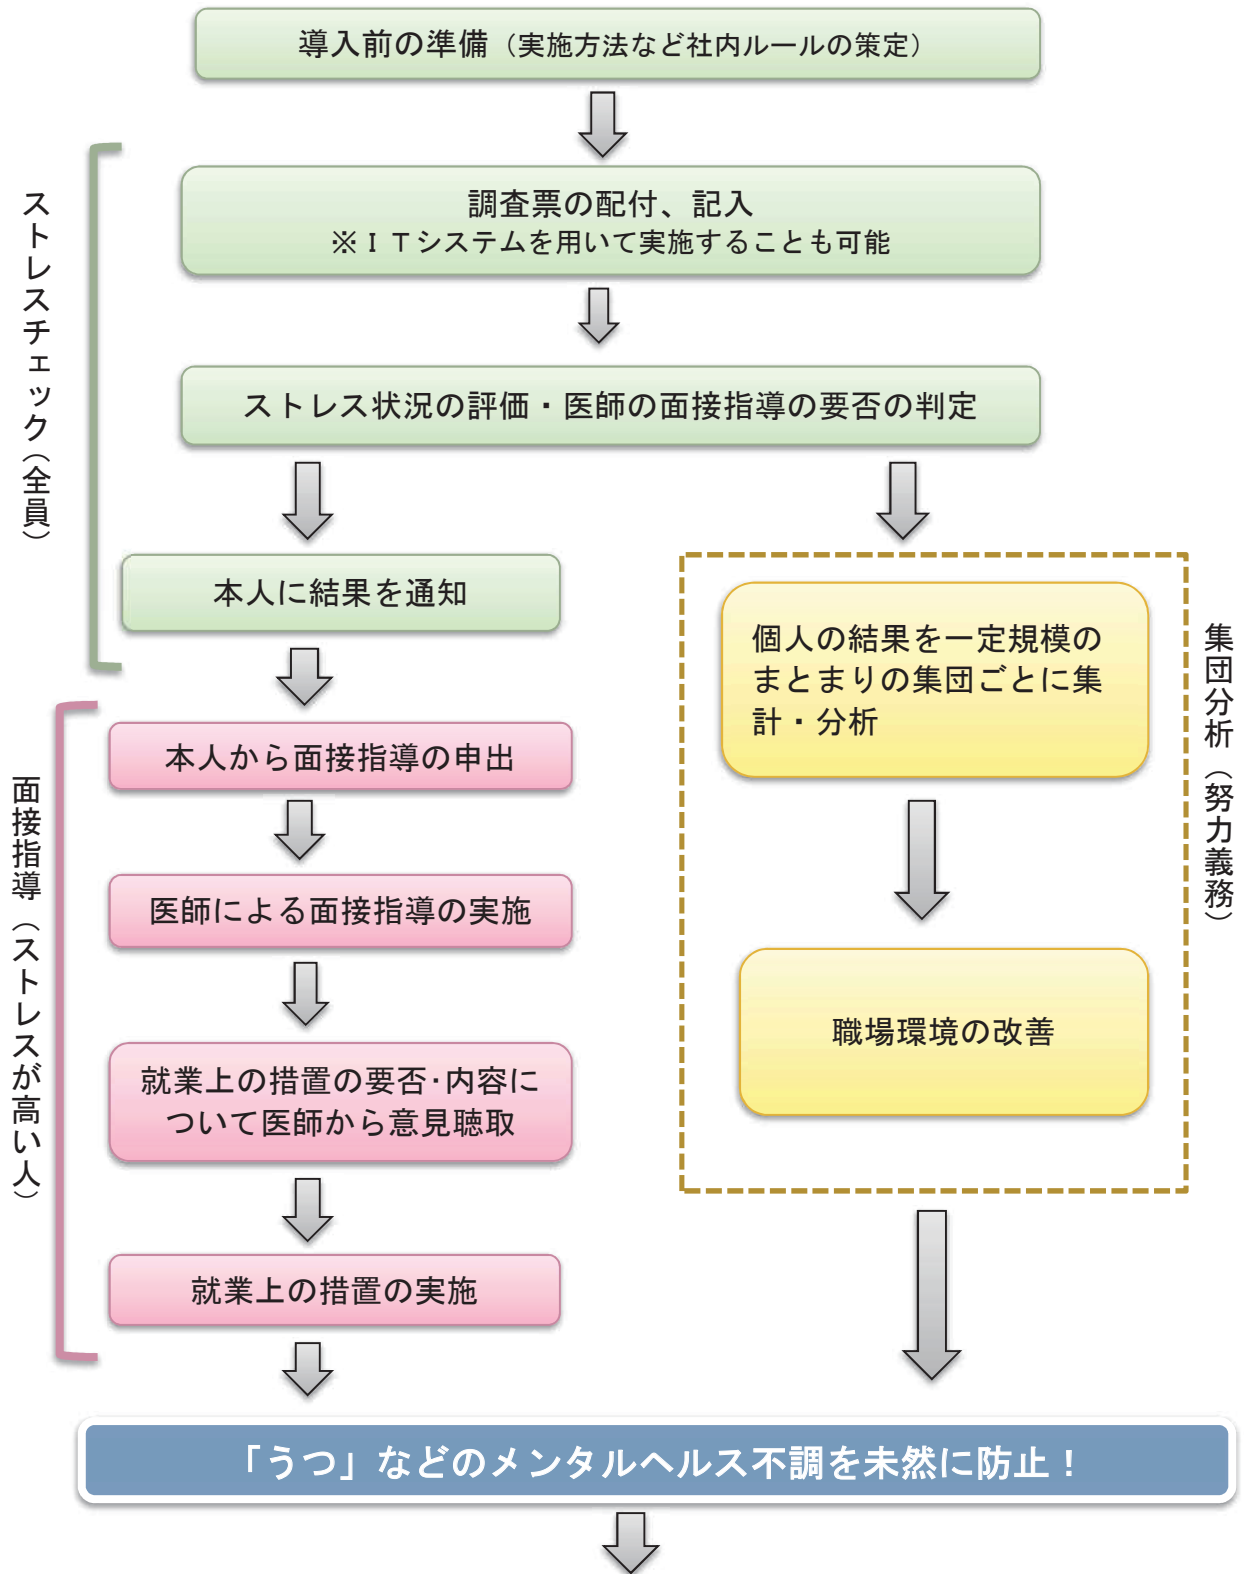 導入前の準備（実施方法など社内ルールの策定）
ストレスチェック（全員）
調査票の配付、記入
※ＩＴシステムを用いて実施することも可能
ストレス状況の評価・医師の面接指導の要否の判定
本人に結果を通知
面接指導（ストレスが高い人）
本人から面接指導の申出
医師による面接指導の実施
就業上の措置の要否・内容に
ついて医師から意見聴取
就業上の措置の実施
個人の結果を一定規模の
まとまりの集団ごとに集
計・分析
職場環境の改善
集団分析（努力義務）
「うつ」などのメンタルヘルス不調を未然に防止！